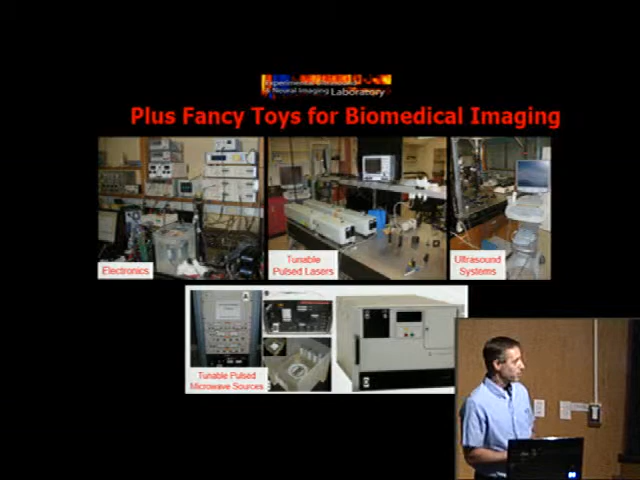 Experimental Ultrasound
& Neural Imaging Laboratory
Plus Fancy Toys for Biomedical Imaging
Electronics
Tunable
Pulsed Lasers
Ultrasound
Systems
Tunable Pulsed
Microwave Sources